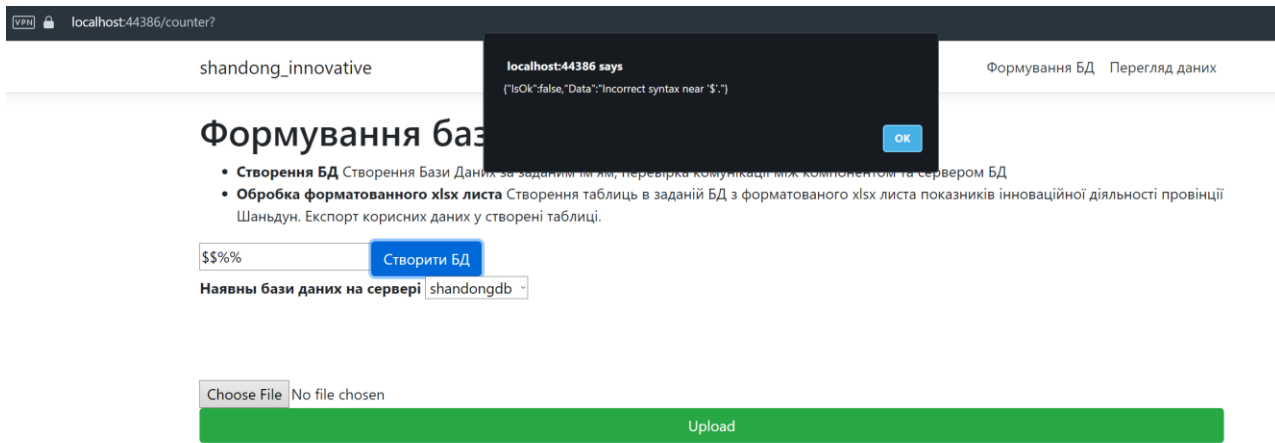 VPN localhost:44386/counter?
shandong_innovative
Формування БД Перегляд даних
localhost:44386 says
{"IsOk":false,"Data":"Incorrect syntax near '$'."}
OK
Формування баз
Створення БД Створення Бази Даних за заданим ім'ям, перевірка комунікації між компонентом та сервером БД
Обробка форматованного xlsx листа Створення таблиць в заданій БД з форматованого xlsx листа показників інноваційної діяльності провінції
Шаньдун. Експорт корисних даних у створені таблиці.
$$%% Створити БД
Наявны бази даних на сервері shandongdb
Choose File No file chosen
Upload